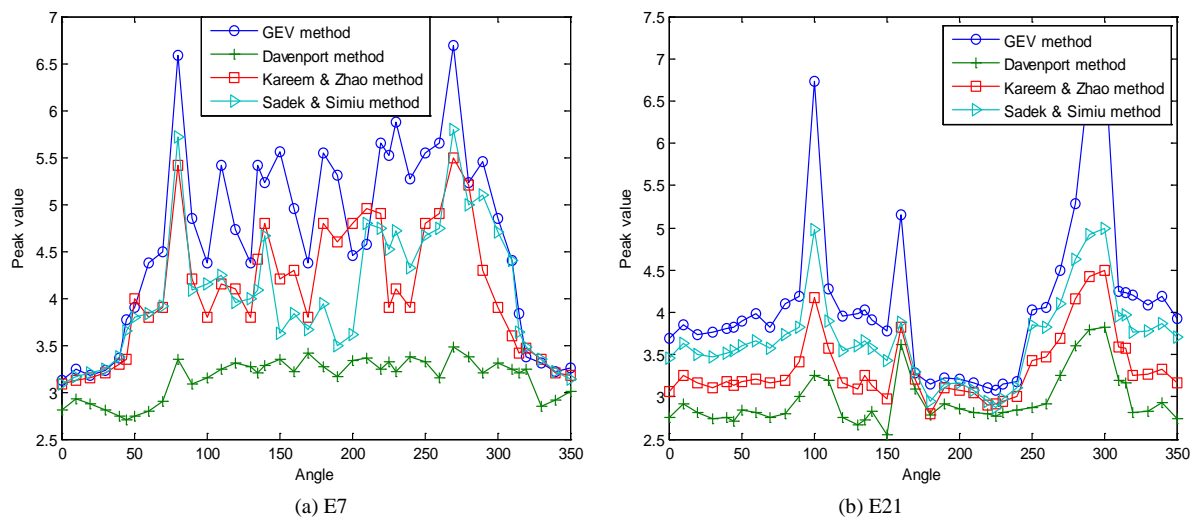 7
6.5
6
5.5
5
4.5
4
3.5
3
2.5
Peak value
0 50 100 150 200 250 300 350
Angle
GEV method
Davenport method
Kareem & Zhao method
Sadek & Simiu method
(a) E7
7.5
7
6.5
6
5.5
5
4.5
4
3.5
3
2.5
Peak value
0 50 100 150 200 250 300 350
Angle
GEV method
Davenport method
Kareem & Zhao method
Sadek & Simiu method
(b) E21